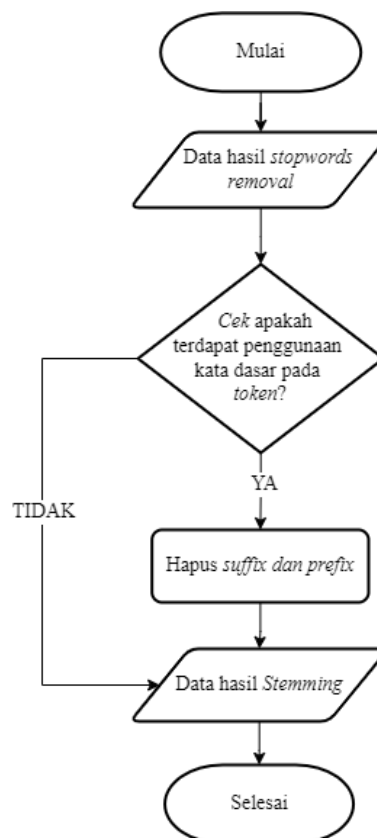 Mulai
Data hasil stopwords
removal
Cek apakah
terdapat penggunaan
kata dasar pada
token?
YA
TIDAK
Hapus suffix dan prefix
Data hasil Stemming
Selesai